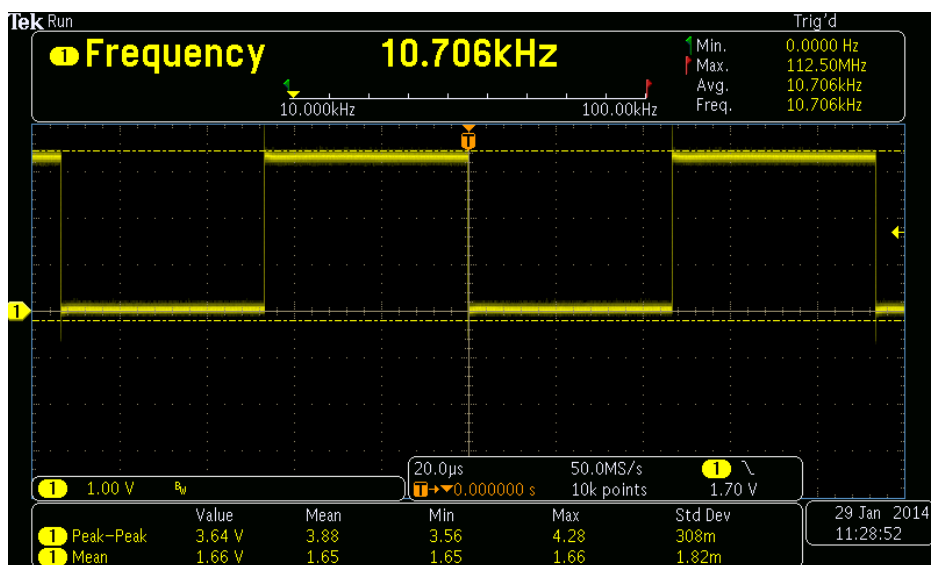 Tek Run Trig'd
1 Frequency 10.706kHz
Min. 0.0000 Hz
Max. 112.50MHz
Avg. 10.706kHz
Freq. 10.706kHz
10.000kHz 100.00kHz
T
1
1 1.00 V BW
20.0µs 50.0MS/s 1
T→▼0.000000 s 10k points 1.70 V
Value Mean Min Max Std Dev
1 Peak-Peak 3.64 V 3.88 3.56 4.28 308m
1 Mean 1.66 V 1.65 1.65 1.66 1.82m
29 Jan 2014
11:28:52